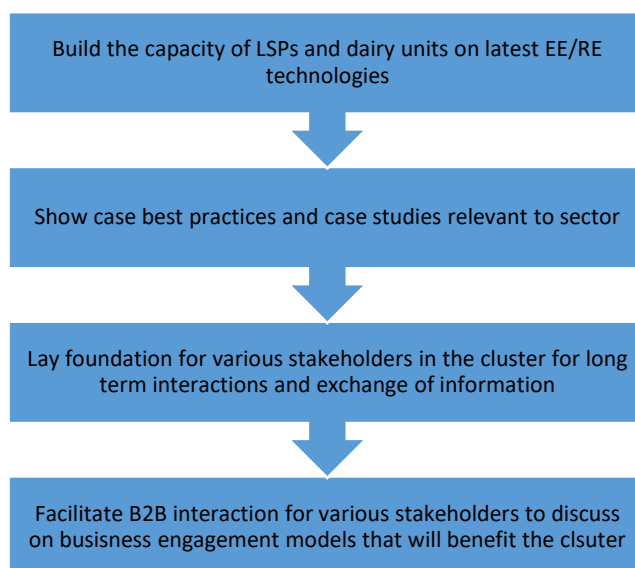 Build the capacity of LSPs and dairy units on latest EE/RE
technologies
Show case best practices and case studies relevant to sector
Lay foundation for various stakeholders in the cluster for long
term interactions and exchange of information
Facilitate B2B interaction for various stakeholders to discuss
on busisness engagement models that will benefit the clsuter